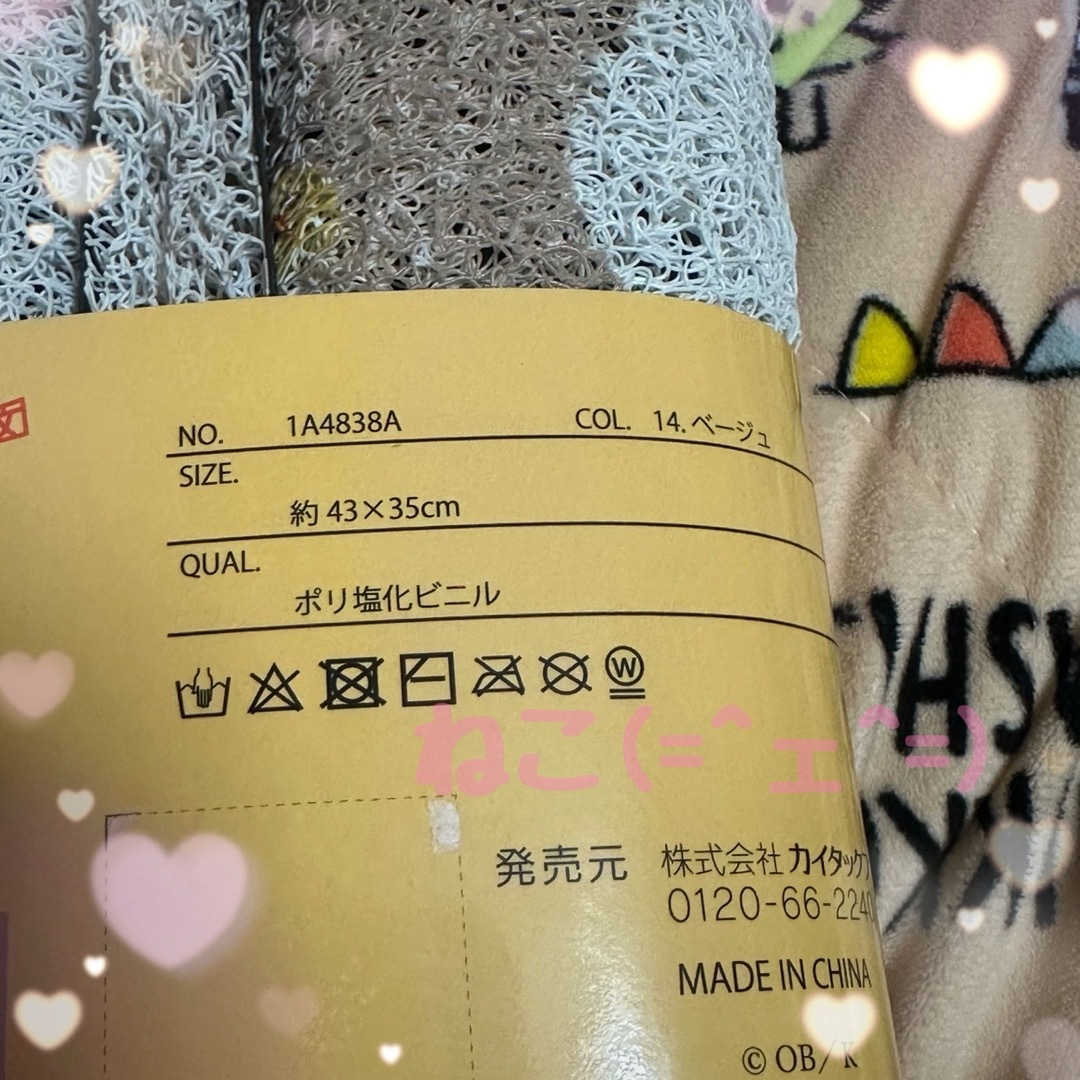 NO. 1A4838A COL. 14.ベージュ
SIZE.
約 43×35cm
QUAL.
ポリ塩化ビニル
W
ねこ(=^ェ^=)
発売元 株式会社 カイタック
0120-66-2240
MADE IN CHINA
© OB/K